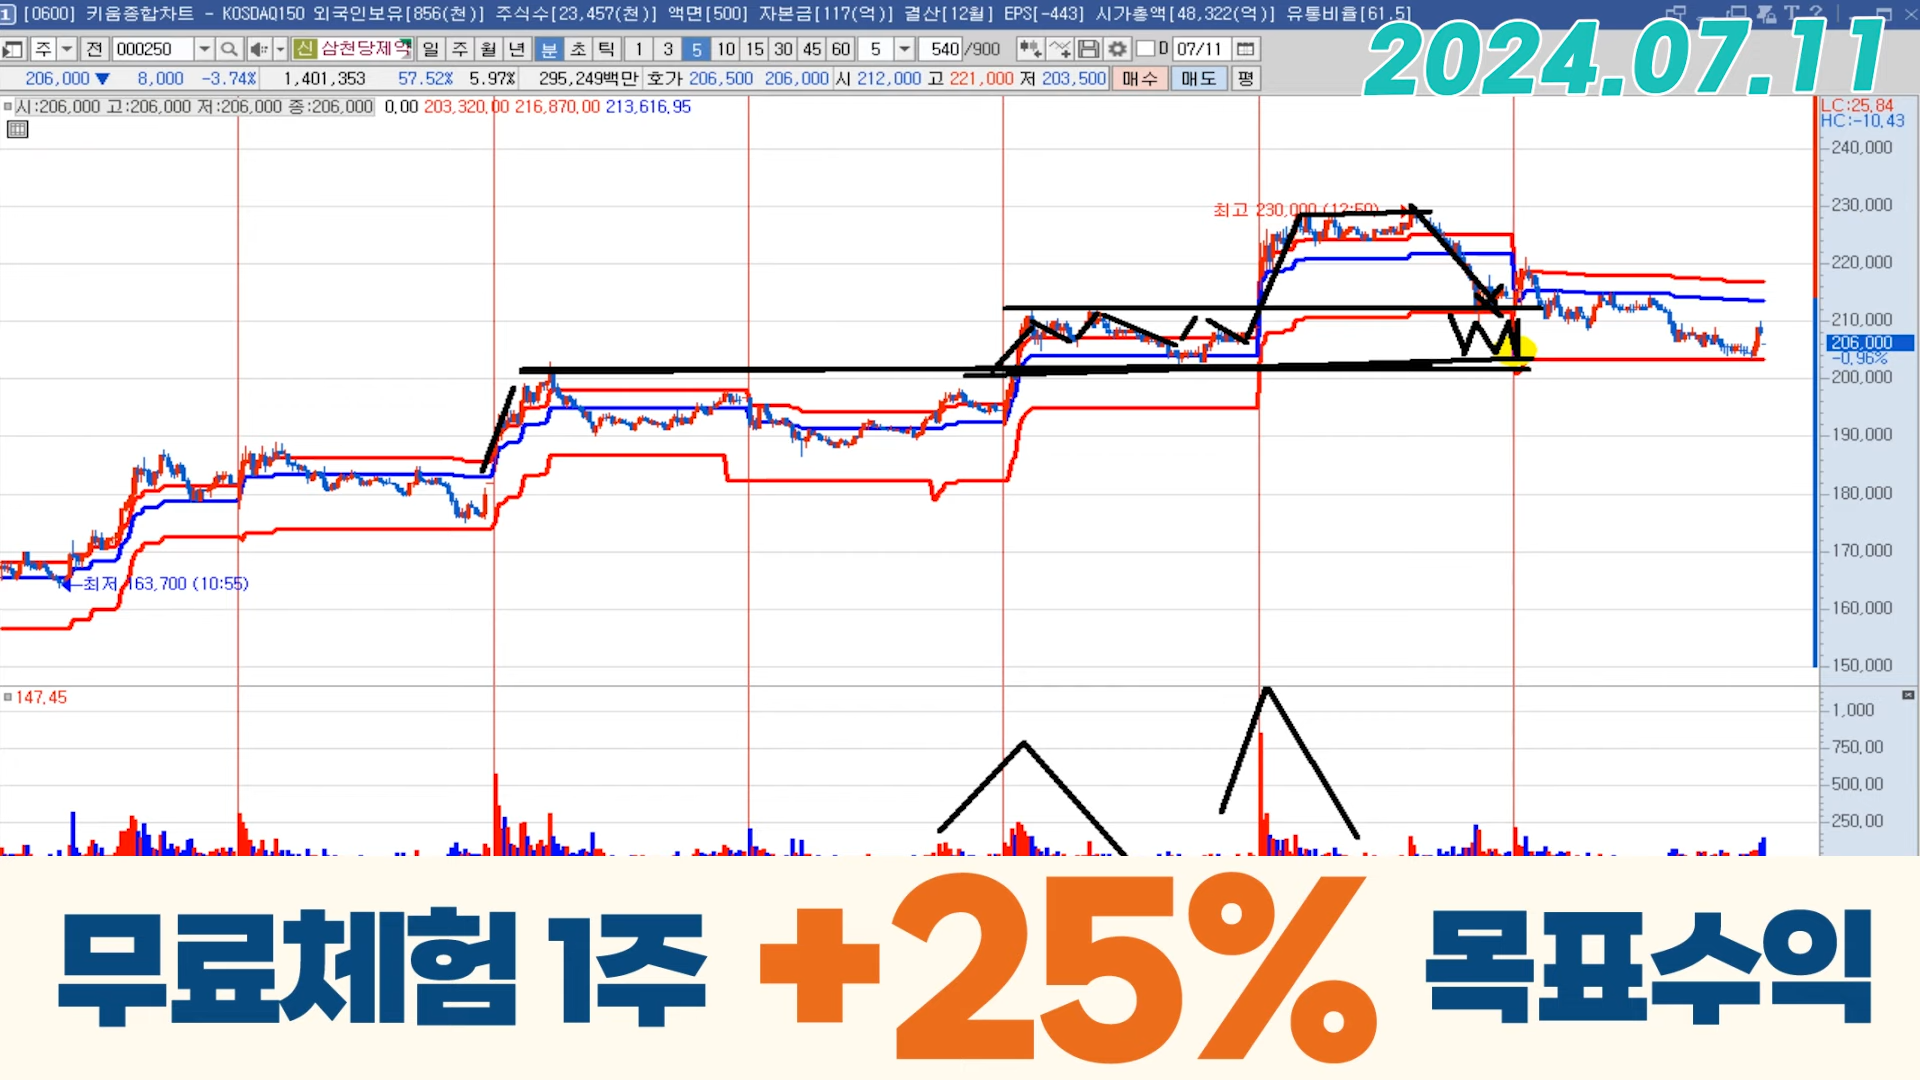 [0600] 키움종합차트 - KOSDAQ150 외국인보유[856(천)] 주식수[23,457(천)] 액면[500] 자본금[117(억)] 결산[12월] EPS[-443] 시가총액[48,322(억)] 유통비율[61.5]
2024.07.11
주 전 000250 신 삼천당제약 일 주 월 년 분 초 틱 1 3 5 10 15 30 45 60 5 540 /900 D 07/11
206,000 ▼ 8,000 -3.74% 1,401,353 57.52% 5.97% 295,249백만 호가 206,500 206,000 시 212,000 고 221,000 저 203,500 매수 매도 평
시:206,000 고:206,000 저:206,000 종:206,000 0.00 203,320.00 216,870.00 213,616.95
LC:25.84
HC:-10.43
240,000
최고 230,000 (12:50)
230,000
220,000
210,000
206,000
-0.96%
200,000
190,000
180,000
170,000
최저 163,700 (10:55)
160,000
150,000
147.45
1,000
750.00
500.00
250.00
무료체험 1주 +25% 목표수익